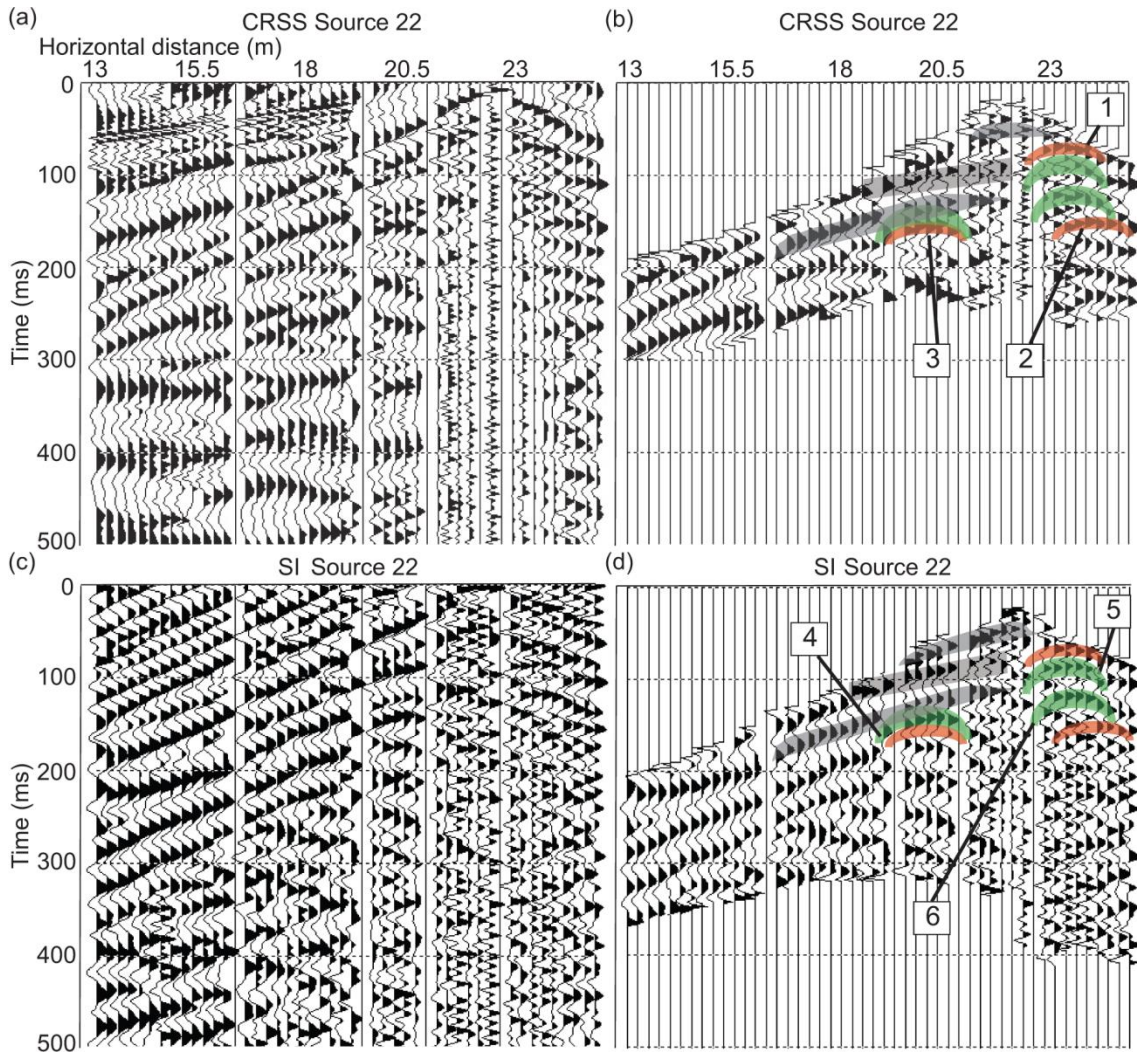 (a)
CRSS Source 22
Horizontal distance (m)
13 15.5 18 20.5 23
0
100
200
300
400
500
Time (ms)
(b)
CRSS Source 22
13 15.5 18 20.5 23
1
3
2
(c)
SI Source 22
0
100
200
300
400
500
Time (ms)
(d)
SI Source 22
4
5
6